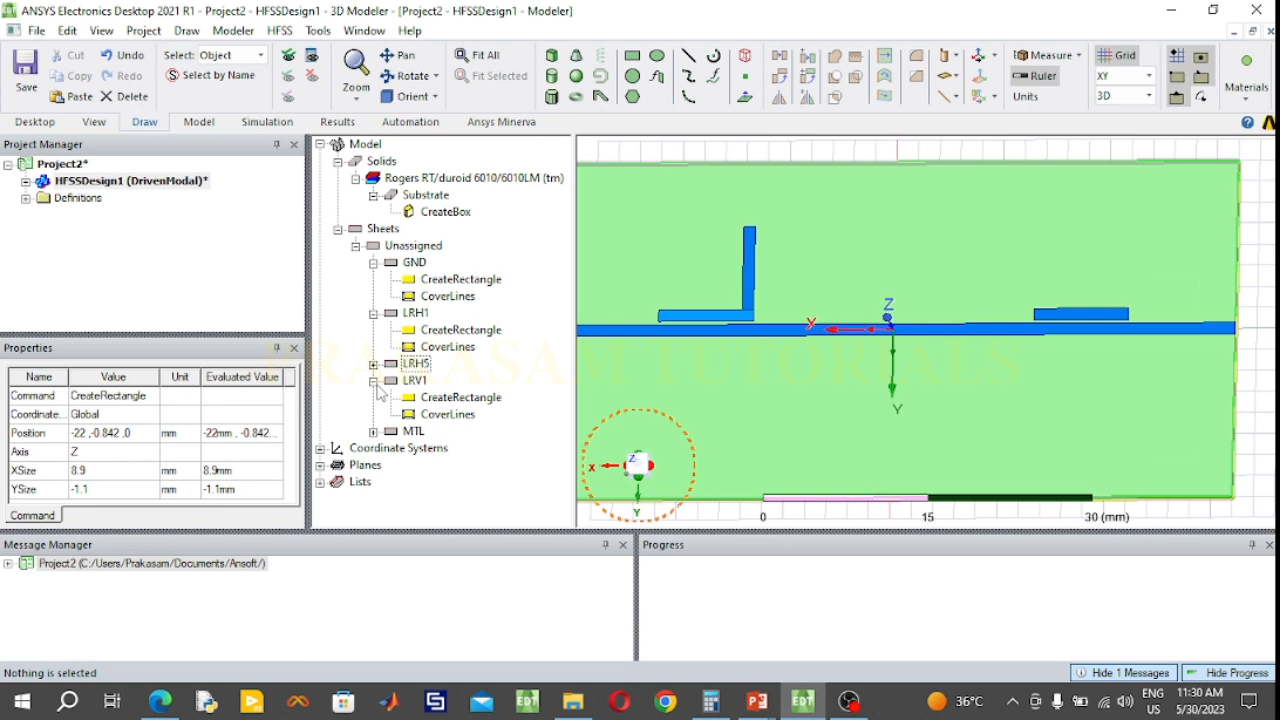 ANSYS Electronics Desktop 2021 R1 - Project2 - HFSSDesign1 - 3D Modeler - [Project2 - HFSSDesign1 - Modeler]
File Edit View Project Draw Modeler HFSS Tools Window Help
Save
Cut
Copy
Paste
Undo
Redo
Delete
Select: Object
Select by Name
Zoom
Pan
Rotate
Orient
Fit All
Fit Selected
Measure
Ruler
Units
Grid
XY
3D
Materials
Desktop View Draw Model Simulation Results Automation Ansys Minerva
Project Manager
Project2*
HFSSDesign1 (DrivenModal)*
Definitions
Properties
Name Value Unit Evaluated Value
Command CreateRectangle
Coordinate... Global
Position -22 ,-0.842 ,0 mm -22mm , -0.842...
Axis Z
XSize 8.9 mm 8.9mm
YSize -1.1 mm -1.1mm
Command
Model
Solids
Rogers RT/duroid 6010/6010LM (tm)
Substrate
CreateBox
Sheets
Unassigned
GND
CreateRectangle
CoverLines
LRH1
CreateRectangle
CoverLines
LRH5
LRV1
CreateRectangle
CoverLines
MTL
Coordinate Systems
Planes
Lists
PRAKASAM TUTORIALS
X
Z
Y
X
Z
Y
0 15 30 (mm)
Message Manager
Project2 (C:/Users/Prakasam/Documents/Ansoft/)
Progress
Nothing is selected
Hide 1 Messages
Hide Progress
EDT
EDT
36°C
ENG
US
11:30 AM
5/30/2023